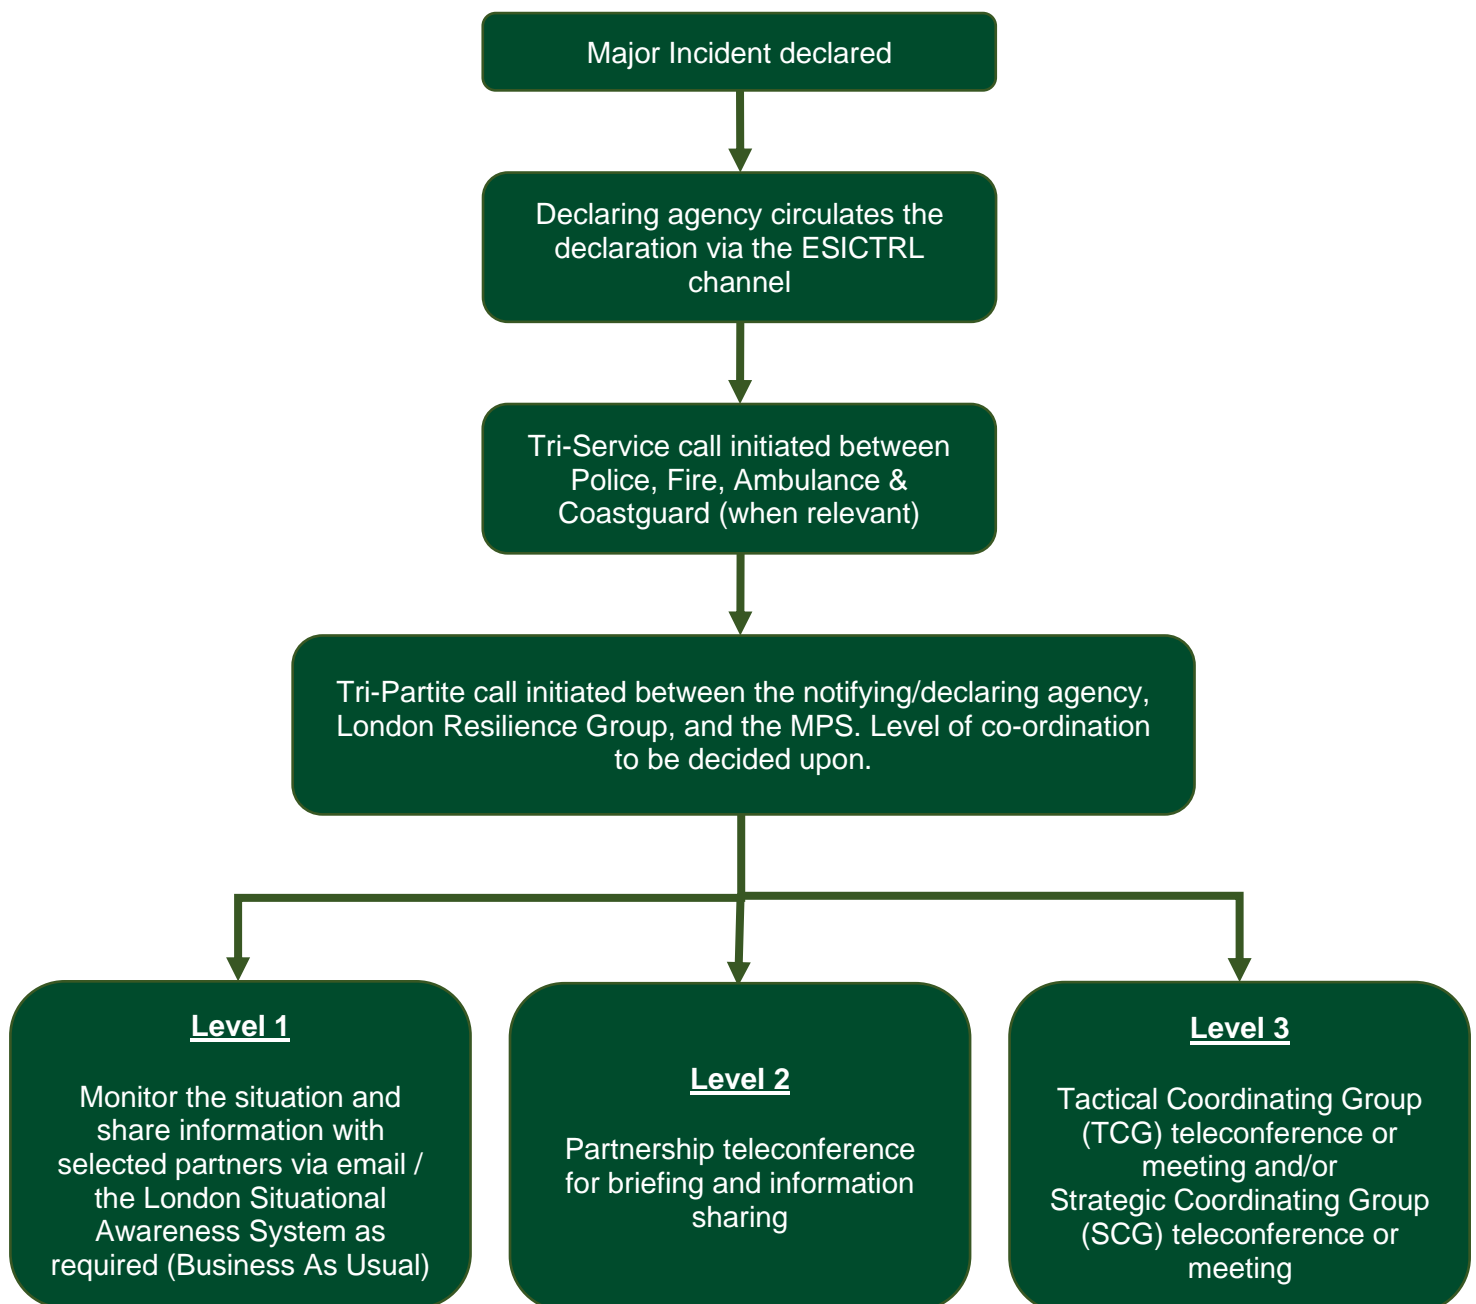 Major Incident declared
Declaring agency circulates the
declaration via the ESICTRL
channel
Tri-Service call initiated between
Police, Fire, Ambulance &
Coastguard (when relevant)
Tri-Partite call initiated between the notifying/declaring agency,
London Resilience Group, and the MPS. Level of co-ordination
to be decided upon.
Level 1
Monitor the situation and
share information with
selected partners via email /
the London Situational
Awareness System as
required (Business As Usual)
Level 2
Partnership teleconference
for briefing and information
sharing
Level 3
Tactical Coordinating Group
(TCG) teleconference or
meeting and/or
Strategic Coordinating Group
(SCG) teleconference or
meeting